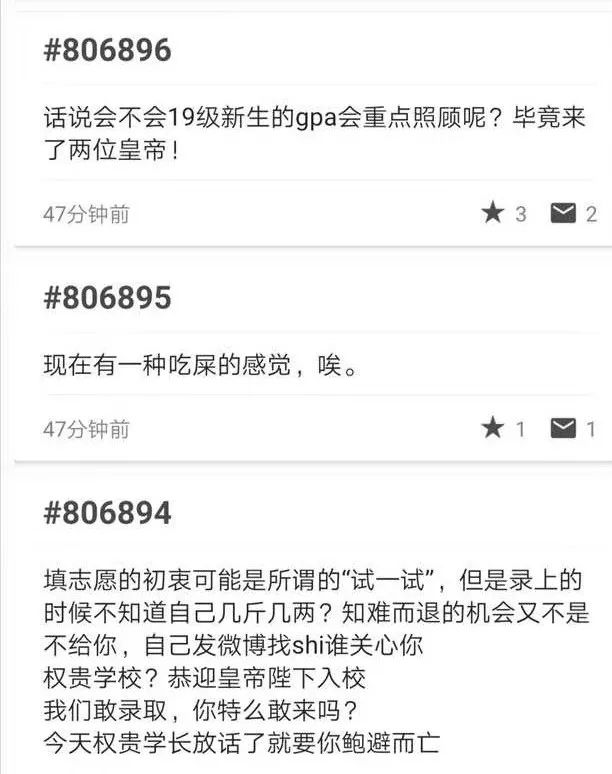 #806896
话说会不会19级新生的gpa会重点照顾呢？毕竟来
了两位皇帝！
47分钟前 3 2
#806895
现在有一种吃屎的感觉，唉。
47分钟前 1 1
#806894
填志愿的初衷可能是所谓的“试一试”，但是录上的
时候不知道自己几斤几两？知难而退的机会又不是
不给你，自己发微博找shi谁关心你
权贵学校？恭迎皇帝陛下入校
我们敢录取，你特么敢来吗？
今天权贵学长放话了就要你鲍避而亡